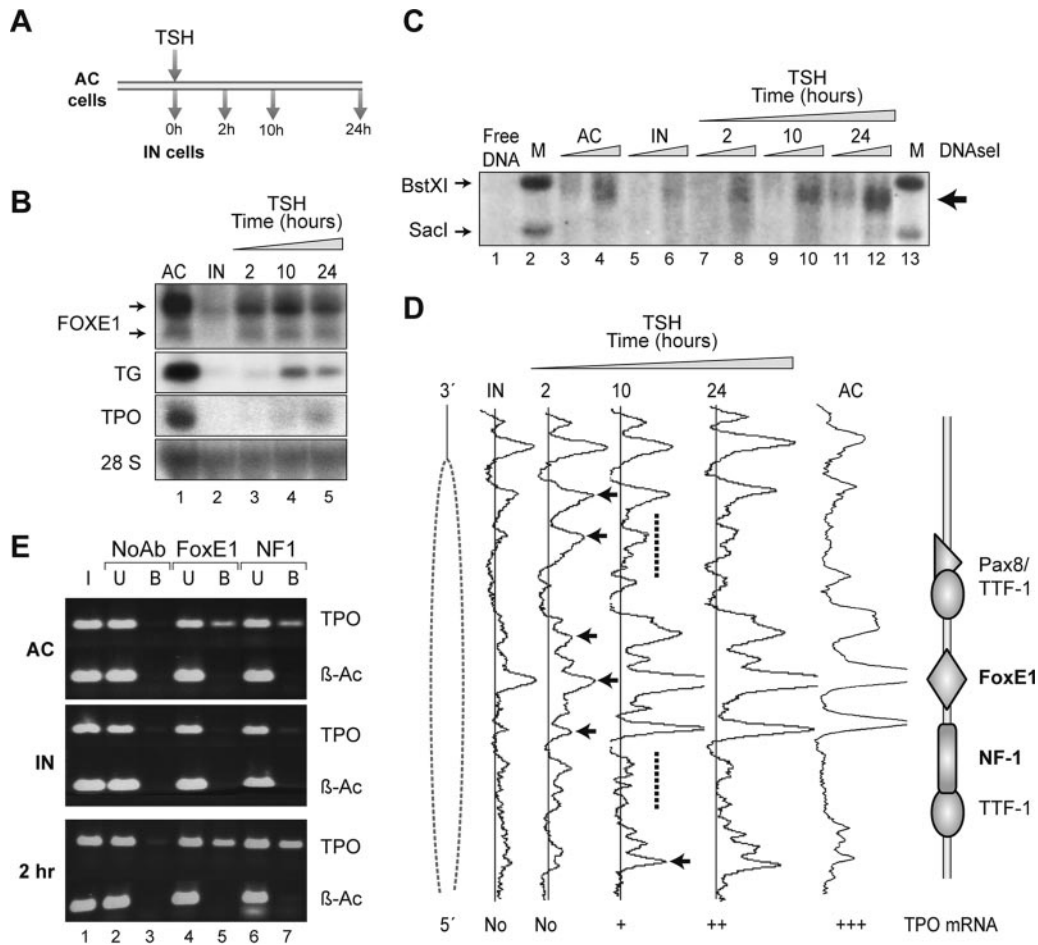 A
TSH
AC
cells
0h 2h 10h 24h
IN cells
B
TSH
Time (hours)
AC IN 2 10 24
FOXE1
TG
TPO
28 S
1 2 3 4 5
C
TSH
Time (hours)
Free
DNA M AC IN 2 10 24 M DNAseI
BstXI
SacI
1 2 3 4 5 6 7 8 9 10 11 12 13
D
TSH
Time (hours)
3´ IN 2 10 24 AC
Pax8/
TTF-1
FoxE1
NF-1
TTF-1
5´ No No + ++ +++ TPO mRNA
E
NoAb FoxE1 NF1
I U B U B U B
AC
TPO
ß-Ac
IN
TPO
ß-Ac
2 hr
TPO
ß-Ac
1 2 3 4 5 6 7